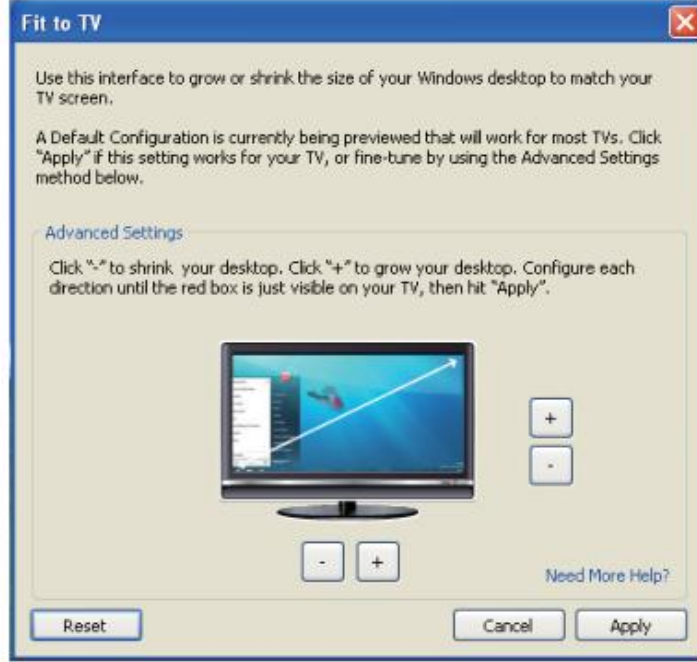 Fit to TV
Use this interface to grow or shrink the size of your Windows desktop to match your
TV screen.
A Default Configuration is currently being previewed that will work for most TVs. Click
"Apply" if this setting works for your TV, or fine-tune by using the Advanced Settings
method below.
Advanced Settings
Click "-" to shrink your desktop. Click "+" to grow your desktop. Configure each
direction until the red box is just visible on your TV, then hit "Apply".
+
-
- +
Need More Help?
Reset Cancel Apply